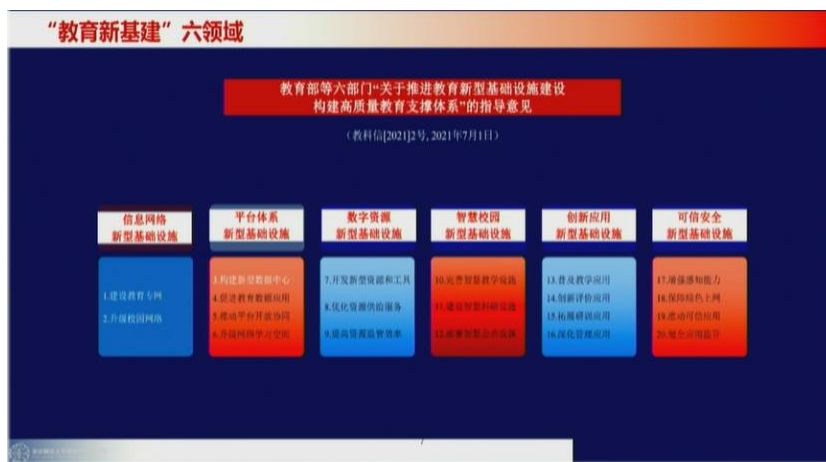 “教育新基建”六领域
教育部等六部门“关于推进教育新型基础设施建设
构建高质量教育支撑体系”的指导意见
（教科信[2021]2号, 2021年7月1日）
信息网络
新型基础设施
1.建设教育专网
2.升级校园网络
平台体系
新型基础设施
3.构建新型数据中心
4.促进教育数据应用
5.推动平台开放协同
6.升级网络学习空间
数字资源
新型基础设施
7.开发新型资源和工具
8.优化资源供给服务
9.提高资源监管效率
智慧校园
新型基础设施
10.完善智慧教学设施
11.建设智慧科研设施
12.部署智慧公共设施
创新应用
新型基础设施
13.普及教学应用
14.创新评价应用
15.拓展研训应用
16.深化管理应用
可信安全
新型基础设施
17.增强感知能力
18.保障绿色上网
19.推动可信应用
20.健全应用监管
7